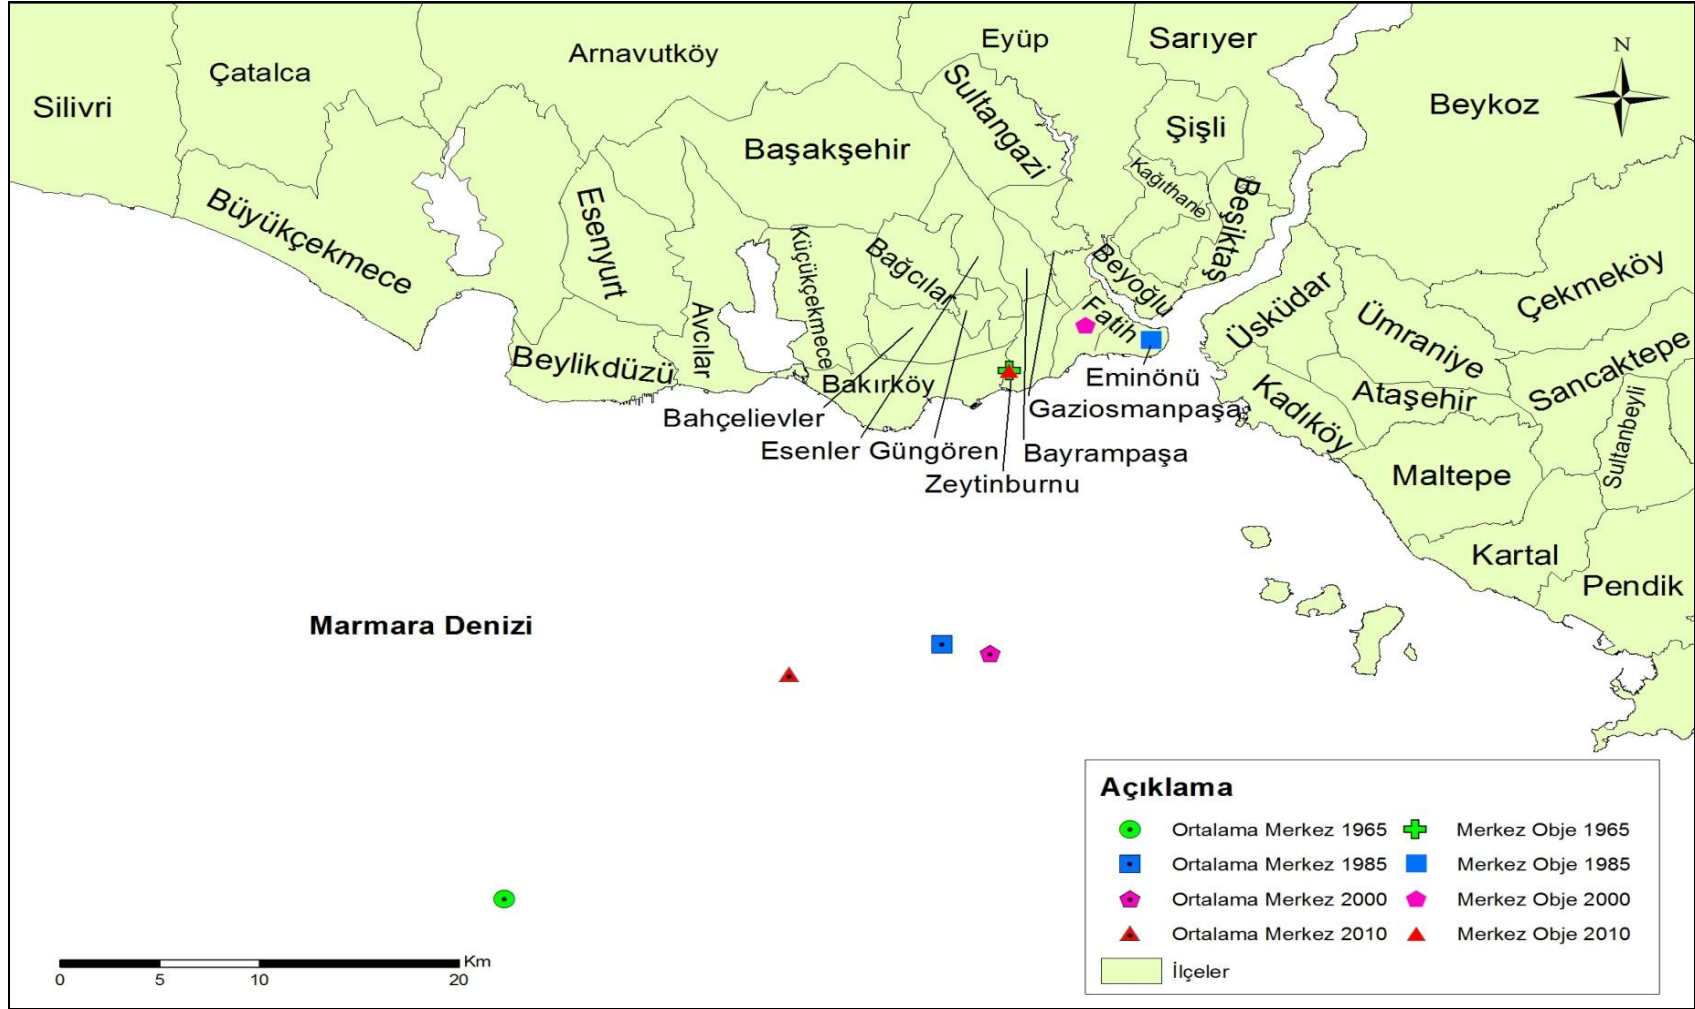 Eyüp
Sarıyer
N
Arnavutköy
Çatalca
Silivri
Beykoz
Sultangazi
Şişli
Başakşehir
Kağıthane
Beşiktaş
Büyükçekmece
Esenyurt
Küçükçekmece
Bağcılar
Beyoğlu
Fatih
Üsküdar
Ümraniye
Çekmeköy
Sancaktepe
Avcılar
Beylikdüzü
Bakırköy
Eminönü
Ataşehir
Kadıköy
Bahçelievler
Gaziosmanpaşa
Sultanbeyli
Esenler Güngören
Bayrampaşa
Zeytinburnu
Maltepe
Kartal
Pendik
Marmara Denizi
Açıklama
Ortalama Merkez 1965
Merkez Obje 1965
Ortalama Merkez 1985
Merkez Obje 1985
Ortalama Merkez 2000
Merkez Obje 2000
Ortalama Merkez 2010
Merkez Obje 2010
İlçeler
Km
0 5 10 20